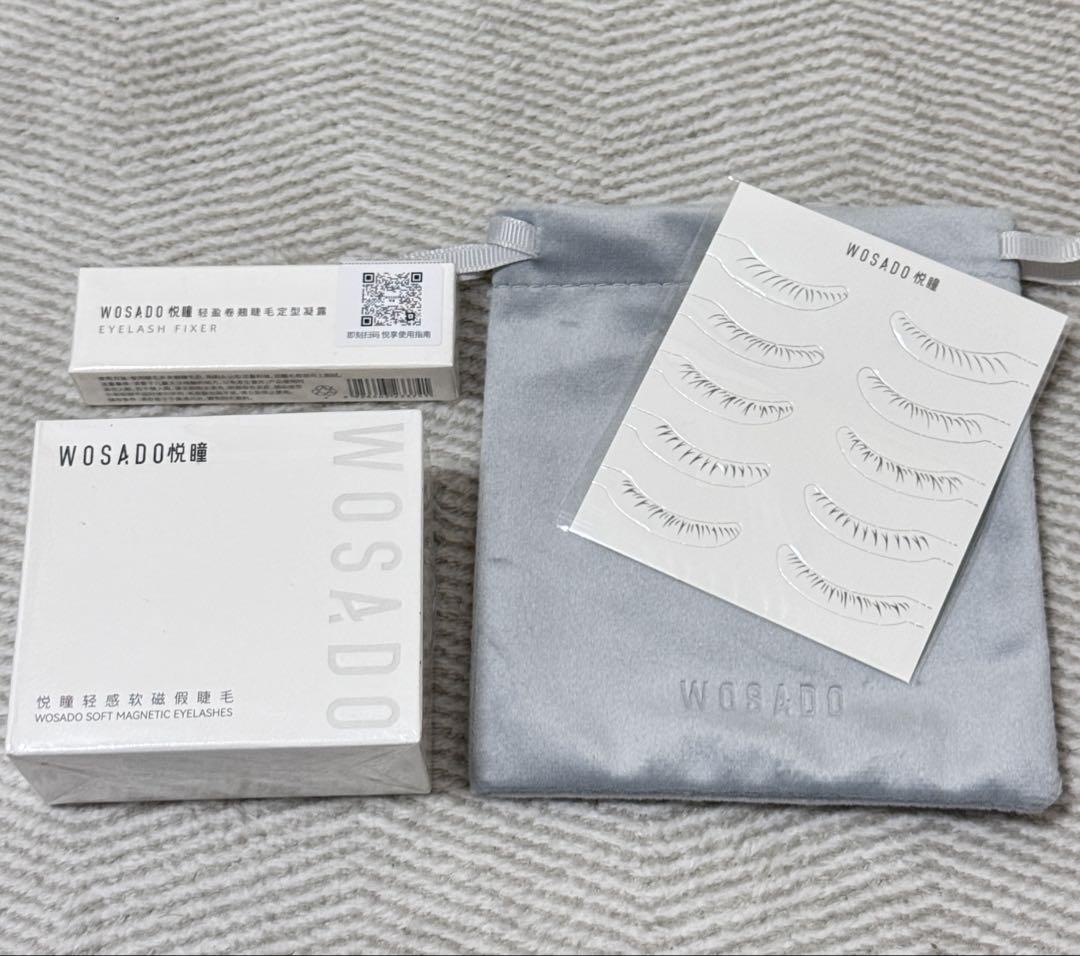 WOSADO悦瞳
WOSADO悦瞳 轻盈卷翘睫毛定型凝露
EYELASH FIXER
即刻扫码 悦享使用指南
WOSADO悦瞳
WOSADO
悦瞳轻感软磁假睫毛
WOSADO SOFT MAGNETIC EYELASHES
WOSADO